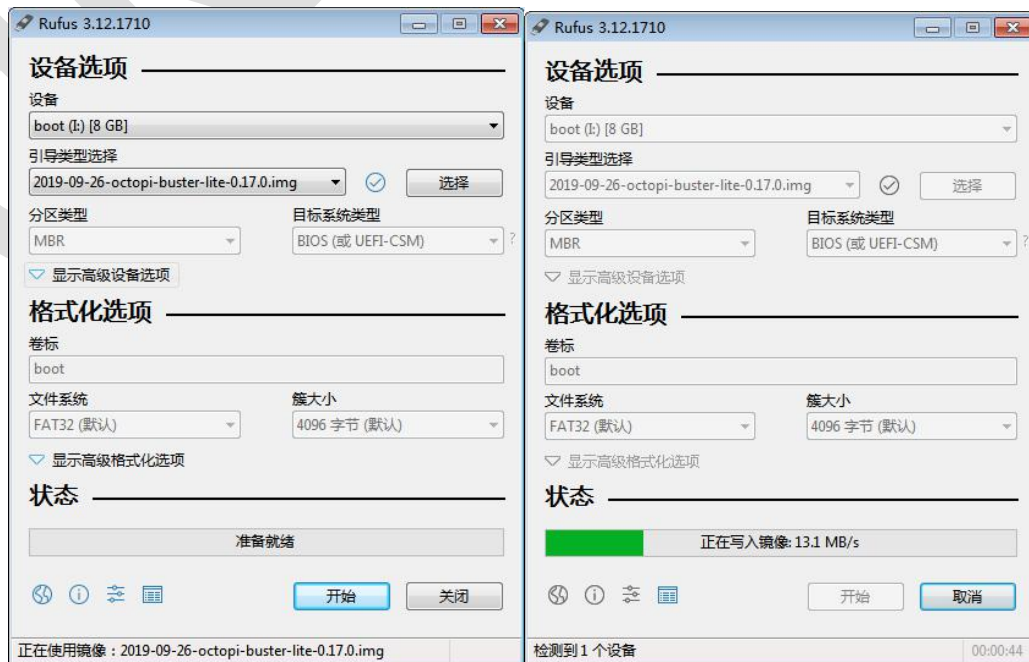 Rufus 3.12.1710
设备选项
设备
boot (I:) [8 GB]
引导类型选择
2019-09-26-octopi-buster-lite-0.17.0.img
选择
分区类型
目标系统类型
MBR
BIOS (或 UEFI-CSM)
?
显示高级设备选项
格式化选项
卷标
boot
文件系统
簇大小
FAT32 (默认)
4096 字节 (默认)
显示高级格式化选项
状态
准备就绪
开始
关闭
正在使用镜像：2019-09-26-octopi-buster-lite-0.17.0.img
Rufus 3.12.1710
设备选项
设备
boot (I:) [8 GB]
引导类型选择
2019-09-26-octopi-buster-lite-0.17.0.img
选择
分区类型
目标系统类型
MBR
BIOS (或 UEFI-CSM)
?
显示高级设备选项
格式化选项
卷标
boot
文件系统
簇大小
FAT32 (默认)
4096 字节 (默认)
显示高级格式化选项
状态
正在写入镜像: 13.1 MB/s
开始
取消
检测到 1 个设备
00:00:44